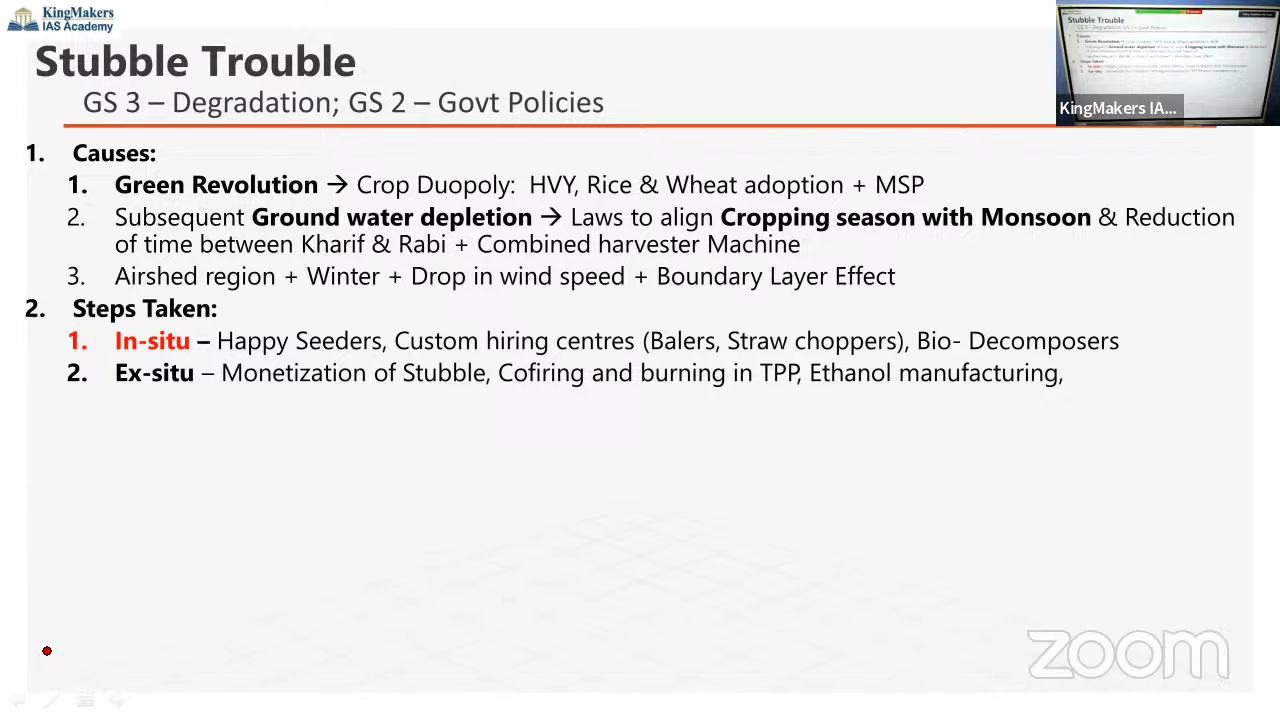 KingMakers
IAS Academy
Stubble Trouble
GS 3 – Degradation; GS 2 – Govt Policies
KingMakers IA...
1. Causes:
1. Green Revolution → Crop Duopoly: HVY, Rice & Wheat adoption + MSP
2. Subsequent Ground water depletion → Laws to align Cropping season with Monsoon & Reduction
of time between Kharif & Rabi + Combined harvester Machine
3. Airshed region + Winter + Drop in wind speed + Boundary Layer Effect
2. Steps Taken:
1. In-situ – Happy Seeders, Custom hiring centres (Balers, Straw choppers), Bio- Decomposers
2. Ex-situ – Monetization of Stubble, Cofiring and burning in TPP, Ethanol manufacturing,
zoom